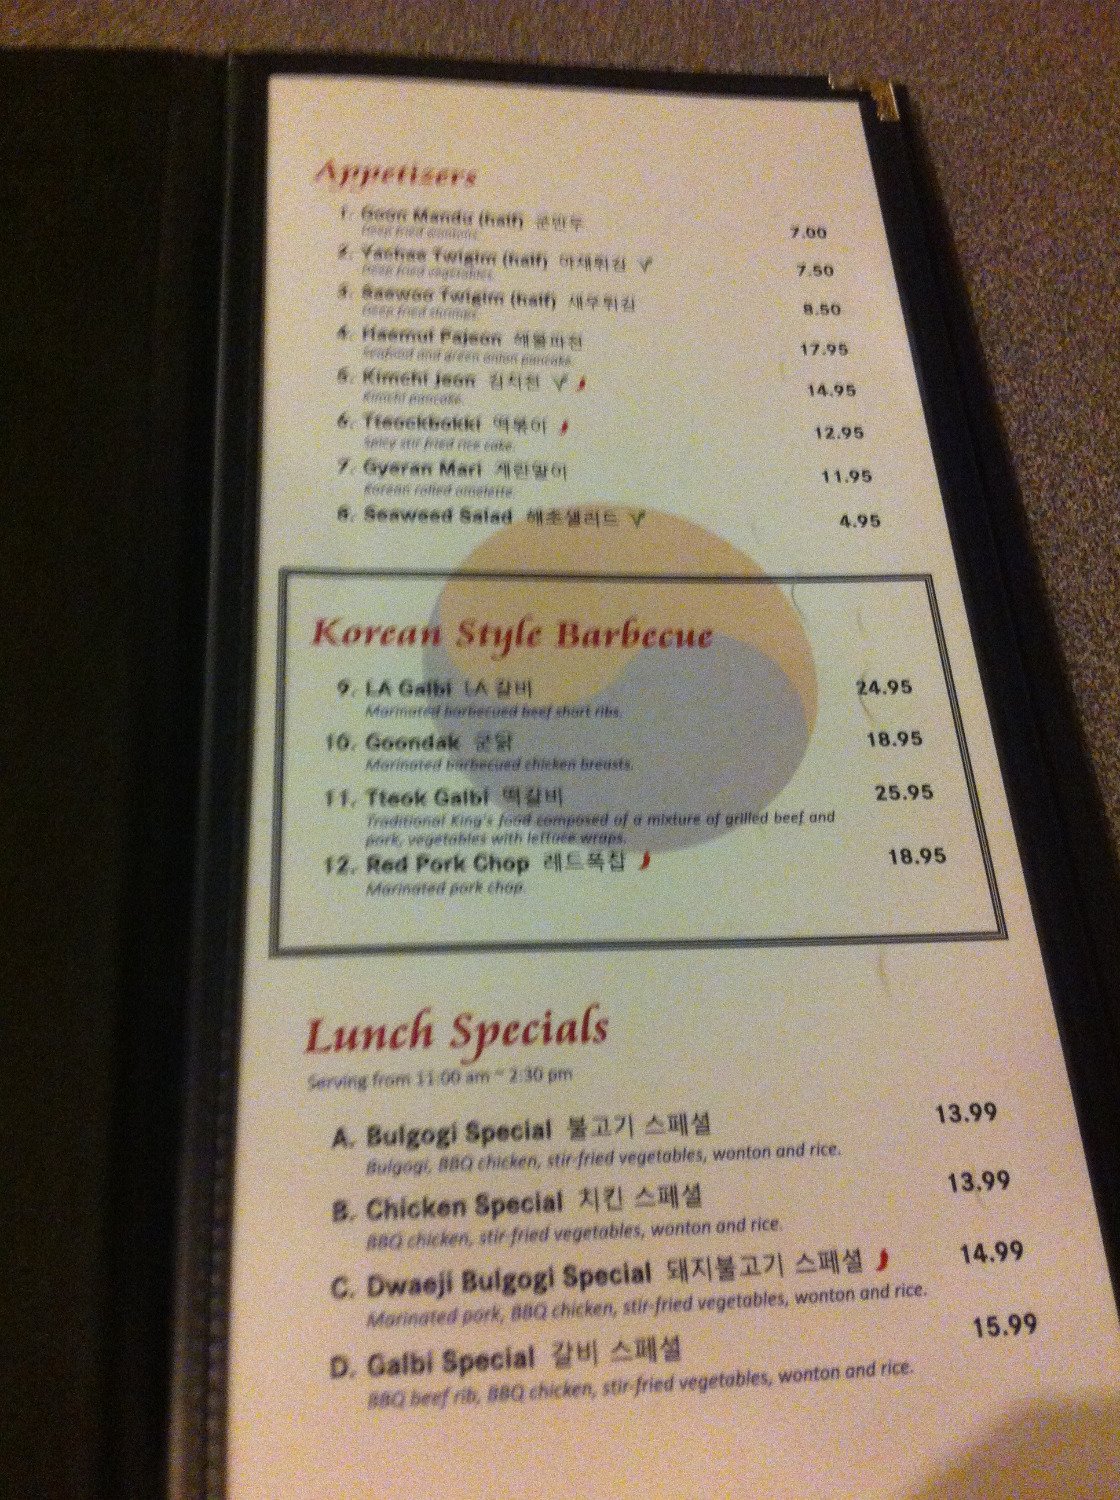 Appetizers
1. Goon Mandu (half) 군만두 7.00
Deep fried wontons.
2. Yachae Twigim (half) 야채튀김 7.50
Deep fried vegetables.
3. Saewoo Twigim (half) 새우튀김 8.50
Deep fried shrimps.
4. Haemul Pajeon 해물파전 17.95
Seafood and green onion pancake.
5. Kimchi Jeon 김치전 14.95
Kimchi pancake.
6. Tteockbokki 떡볶이 12.95
Spicy stir fried rice cake.
7. Gyeran Mari 계란말이 11.95
Korean rolled omelette.
8. Seaweed Salad 해초샐러드 4.95
Korean Style Barbecue
9. LA Galbi LA 갈비 24.95
Marinated barbecued beef short ribs.
10. Goondak 군닭 18.95
Marinated barbecued chicken breasts.
11. Tteok Galbi 떡갈비 25.95
Traditional King's food composed of a mixture of grilled beef and
pork, vegetables with lettuce wraps.
12. Red Pork Chop 레드폭찹 18.95
Marinated pork chop.
Lunch Specials
Serving from 11:00 am ~ 2:30 pm
A. Bulgogi Special 불고기 스페셜 13.99
Bulgogi, BBQ chicken, stir-fried vegetables, wonton and rice.
B. Chicken Special 치킨 스페셜 13.99
BBQ chicken, stir-fried vegetables, wonton and rice.
C. Dwaeji Bulgogi Special 돼지불고기 스페셜 14.99
Marinated pork, BBQ chicken, stir-fried vegetables, wonton and rice.
D. Galbi Special 갈비 스페셜 15.99
BBQ beef rib, BBQ chicken, stir-fried vegetables, wonton and rice.